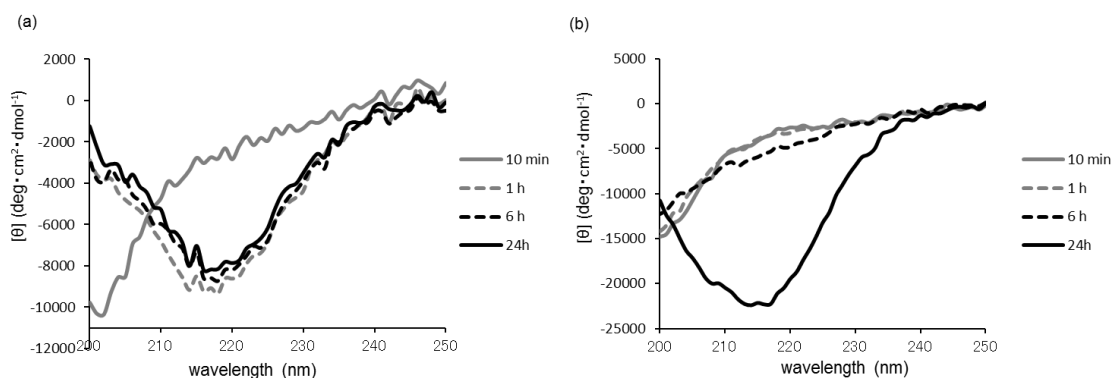 (a)
[θ] (deg・cm²・dmol⁻¹)
2000
0
-2000
-4000
-6000
-8000
-10000
-12000
200 210 220 230 240 250
wavelength (nm)
10 min
1 h
6 h
24h
(b)
[θ] (deg・cm²・dmol⁻¹)
5000
0
-5000
-10000
-15000
-20000
-25000
200 210 220 230 240 250
wavelength (nm)
10 min
1 h
6 h
24h